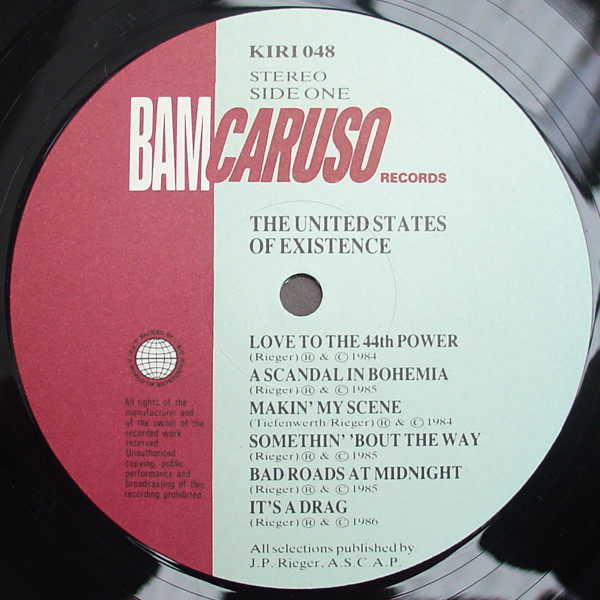 KIRI 048
STEREO
SIDE ONE
BAMCARUSO RECORDS
THE UNITED STATES
OF EXISTENCE
LOVE TO THE 44th POWER
(Rieger) Ⓡ & © 1984
A SCANDAL IN BOHEMIA
(Rieger) Ⓡ & © 1985
MAKIN' MY SCENE
(Tiefenwerth/Rieger) Ⓡ & © 1984
SOMETHIN' 'BOUT THE WAY
(Rieger) Ⓡ & © 1985
BAD ROADS AT MIDNIGHT
(Rieger) Ⓡ & © 1985
IT'S A DRAG
(Rieger) Ⓡ & © 1986
All selections published by
J.P. Rieger, A.S.C.A.P.
All rights of the
manufacturer and
of the owner of the
recorded work
reserved.
Unauthorised
copying, public
performance and
broadcasting of this
recording prohibited.